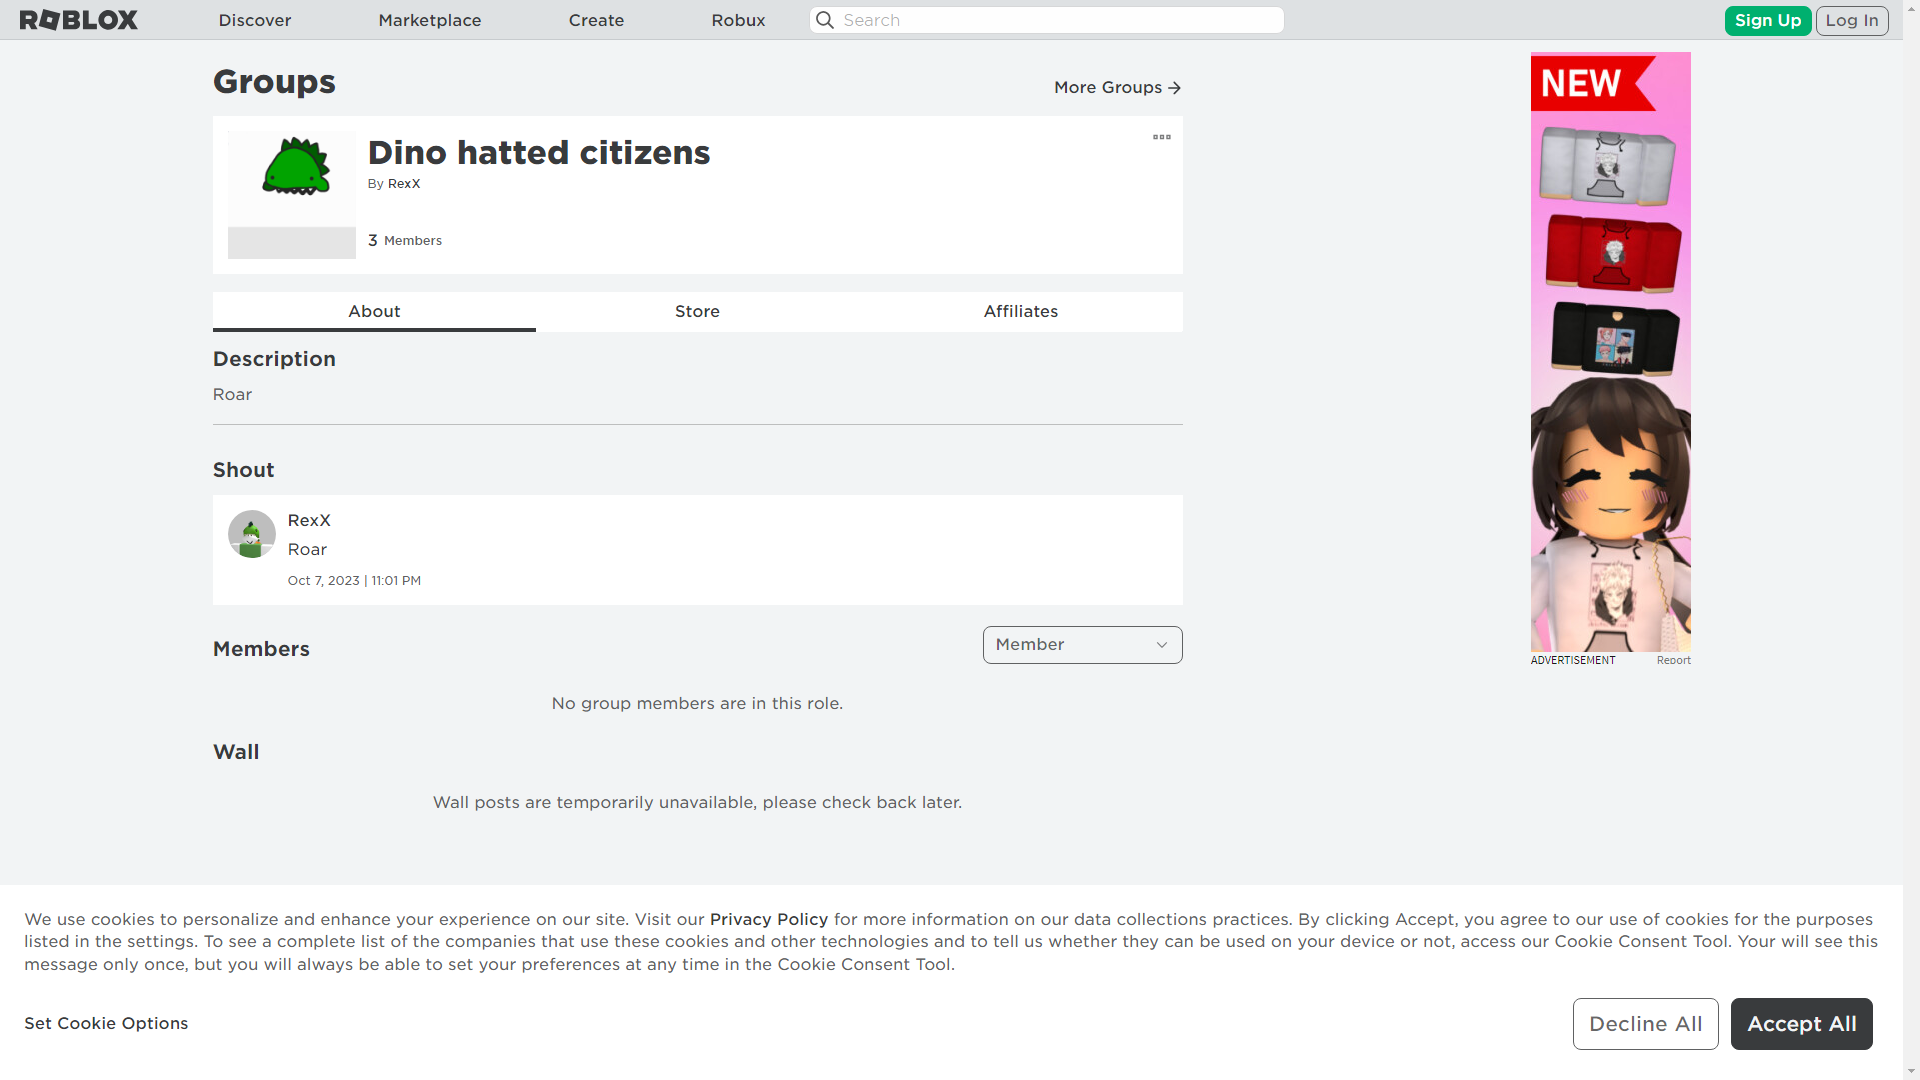 ROBLOX
Discover
Marketplace
Create
Robux
Search
Sign Up
Log In
Groups
More Groups
Dino hatted citizens
By RexX
3 Members
About
Store
Affiliates
Description
Roar
Shout
RexX
Roar
Oct 7, 2023 | 11:01 PM
Members
Member
No group members are in this role.
Wall
Wall posts are temporarily unavailable, please check back later.
NEW
ADVERTISEMENT
Report
We use cookies to personalize and enhance your experience on our site. Visit our Privacy Policy for more information on our data collections practices. By clicking Accept, you agree to our use of cookies for the purposes
listed in the settings. To see a complete list of the companies that use these cookies and other technologies and to tell us whether they can be used on your device or not, access our Cookie Consent Tool. Your will see this
message only once, but you will always be able to set your preferences at any time in the Cookie Consent Tool.
Set Cookie Options
Decline All
Accept All